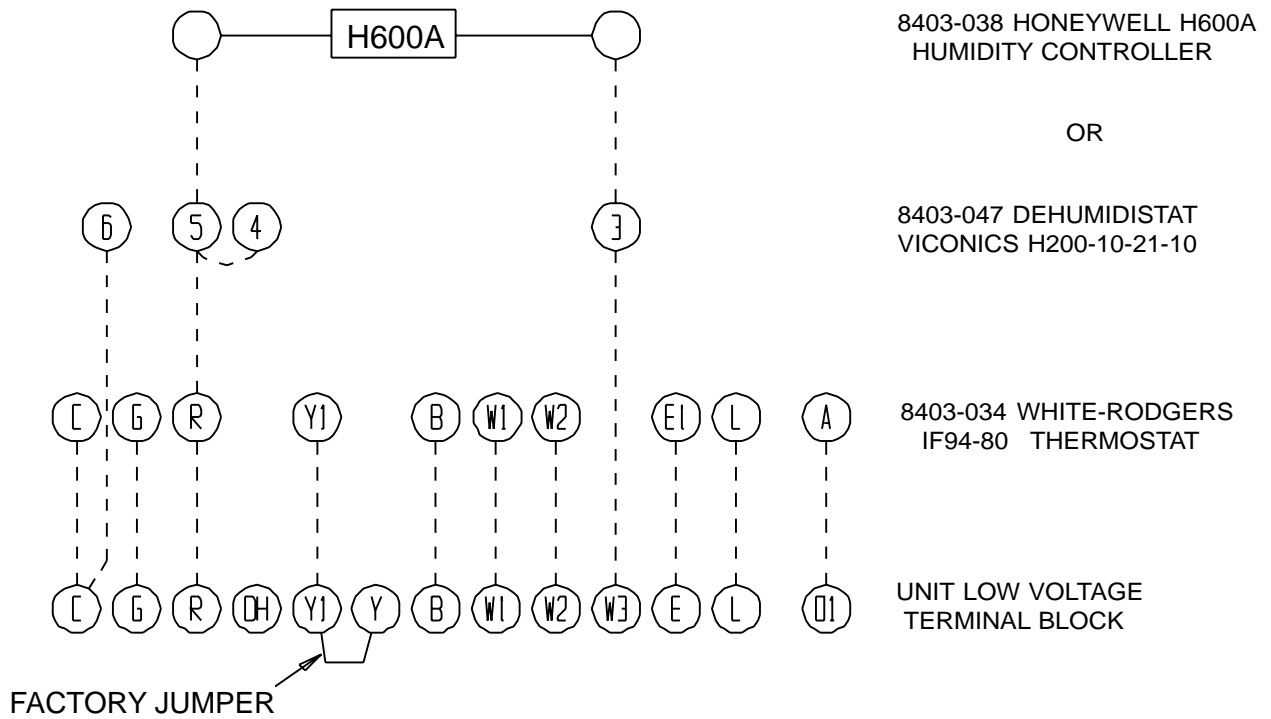 H600A
8403-038 HONEYWELL H600A
HUMIDITY CONTROLLER
OR
6 5 4 3
8403-047 DEHUMIDISTAT
VICONICS H200-10-21-10
C G R Y1 B W1 W2 E1 L A
8403-034 WHITE-RODGERS
IF94-80 THERMOSTAT
C G R DH Y1 Y B W1 W2 W3 E L O1
UNIT LOW VOLTAGE
TERMINAL BLOCK
FACTORY JUMPER